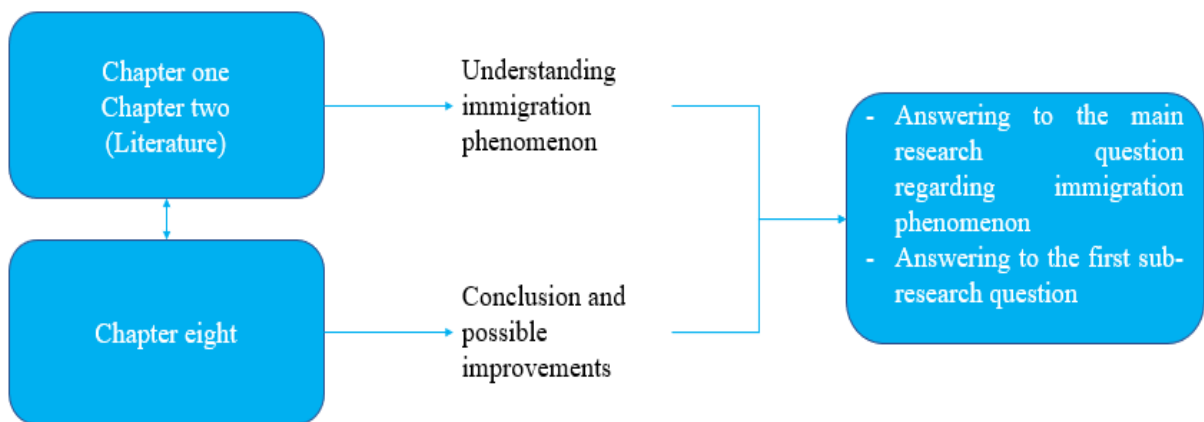 Chapter one
Chapter two
(Literature)
Understanding
immigration
phenomenon
- Answering to the main
research question
regarding immigration
phenomenon
- Answering to the first sub-
research question
Chapter eight
Conclusion and
possible
improvements